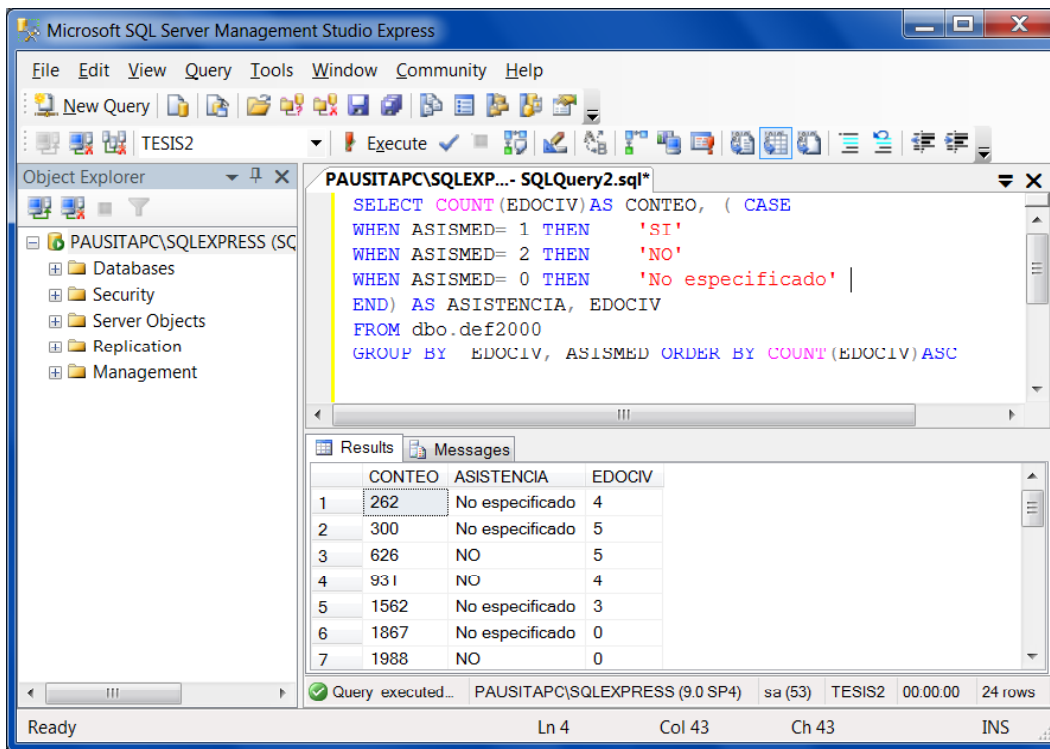 Microsoft SQL Server Management Studio Express
File Edit View Query Tools Window Community Help
New Query
TESIS2 Execute
Object Explorer
PAUSITAPC\SQLEXPRESS (SQ
Databases
Security
Server Objects
Replication
Management
PAUSITAPC\SQLEXP...- SQLQuery2.sql*
SELECT COUNT(EDOCIV)AS CONTEO, ( CASE
WHEN ASISMED= 1 THEN 'SI'
WHEN ASISMED= 2 THEN 'NO'
WHEN ASISMED= 0 THEN 'No especificado'
END) AS ASISTENCIA, EDOCIV
FROM dbo.def2000
GROUP BY EDOCIV, ASISMED ORDER BY COUNT(EDOCIV)ASC
Results Messages
CONTEO ASISTENCIA EDOCIV
1 262 No especificado 4
2 300 No especificado 5
3 626 NO 5
4 931 NO 4
5 1562 No especificado 3
6 1867 No especificado 0
7 1988 NO 0
Query executed... PAUSITAPC\SQLEXPRESS (9.0 SP4) sa (53) TESIS2 00:00:00 24 rows
Ready Ln 4 Col 43 Ch 43 INS